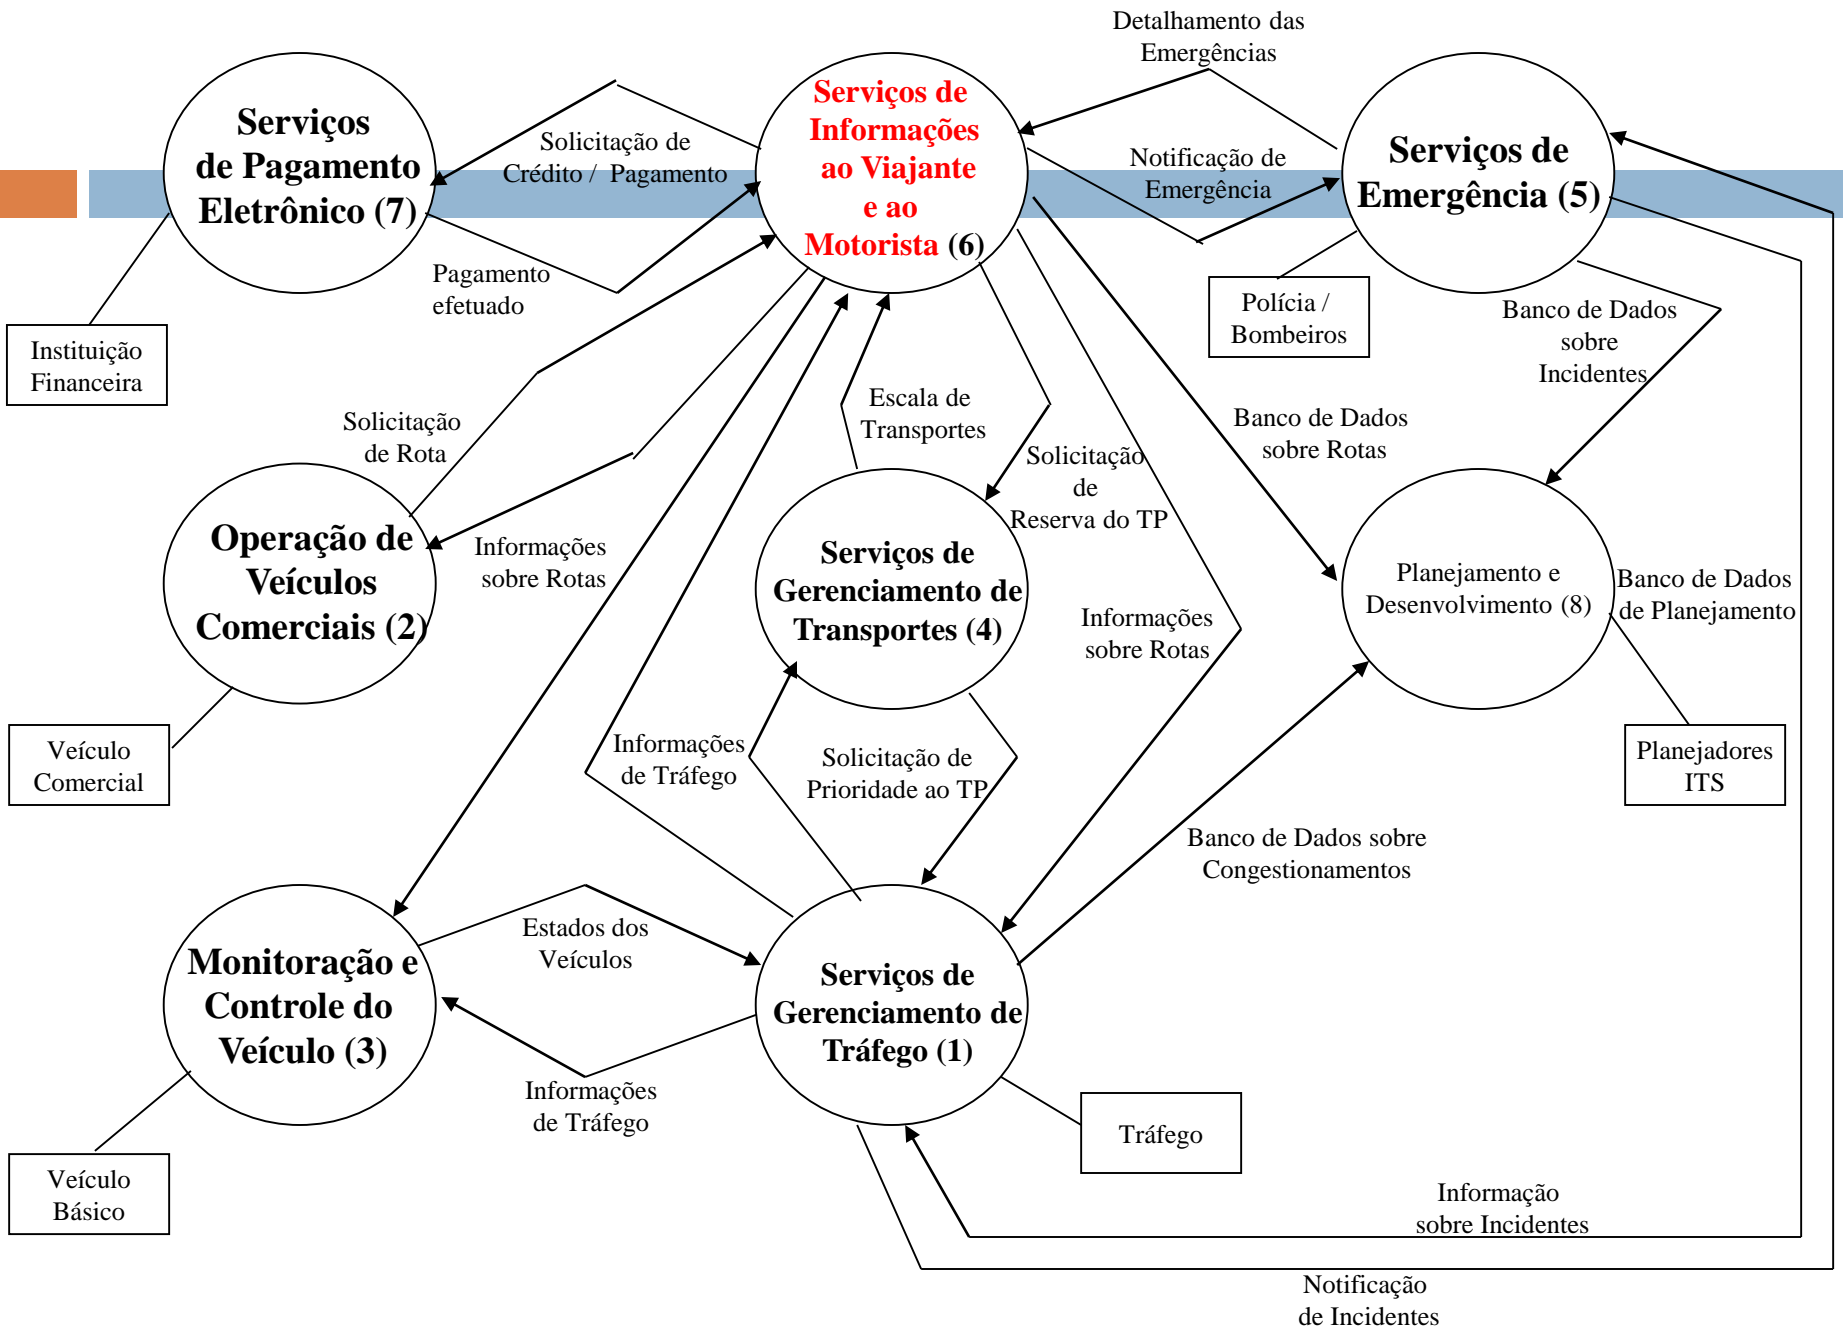 Detalhamento das
Emergências
Serviços
de Pagamento
Eletrônico (7)
Solicitação de
Crédito / Pagamento
Serviços de
Informações
ao Viajante
e ao
Motorista (6)
Notificação de
Emergência
Serviços de
Emergência (5)
Pagamento
efetuado
Polícia /
Bombeiros
Banco de Dados
sobre
Incidentes
Instituição
Financeira
Solicitação
de Rota
Escala de
Transportes
Solicitação
de
Reserva do TP
Banco de Dados
sobre Rotas
Operação de
Veículos
Comerciais (2)
Informações
sobre Rotas
Serviços de
Gerenciamento de
Transportes (4)
Informações
sobre Rotas
Planejamento e
Desenvolvimento (8)
Banco de Dados
de Planejamento
Veículo
Comercial
Informações
de Tráfego
Solicitação de
Prioridade ao TP
Planejadores
ITS
Banco de Dados sobre
Congestionamentos
Monitoração e
Controle do
Veículo (3)
Estados dos
Veículos
Serviços de
Gerenciamento de
Tráfego (1)
Informações
de Tráfego
Tráfego
Veículo
Básico
Informação
sobre Incidentes
Notificação
de Incidentes